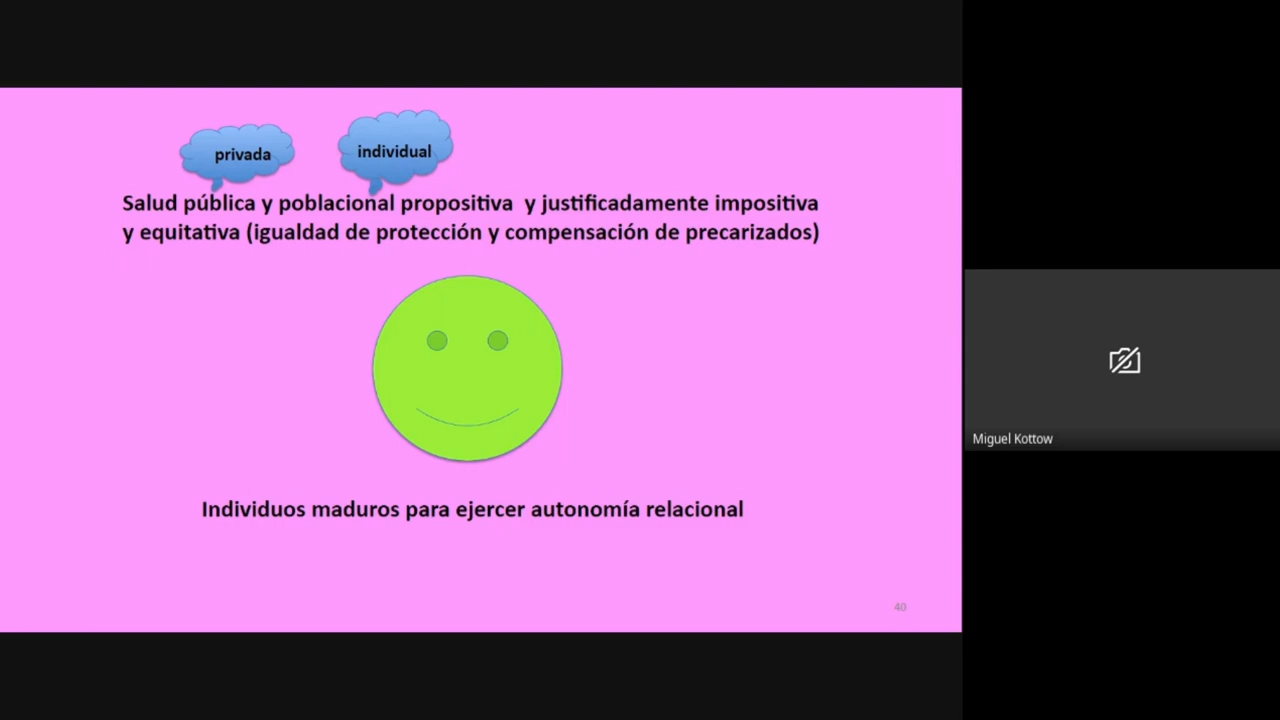 privada
individual
Salud pública y poblacional propositiva y justificadamente impositiva
y equitativa (igualdad de protección y compensación de precarizados)
Individuos maduros para ejercer autonomía relacional
40
Miguel Kottow